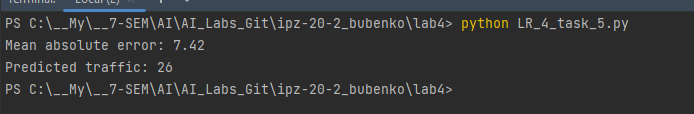 Terminal: Local (2) ×
PS C:\__My\__7-SEM\AI\AI_Labs_Git\ipz-20-2_bubenko\lab4> python LR_4_task_5.py
Mean absolute error: 7.42
Predicted traffic: 26
PS C:\__My\__7-SEM\AI\AI_Labs_Git\ipz-20-2_bubenko\lab4>